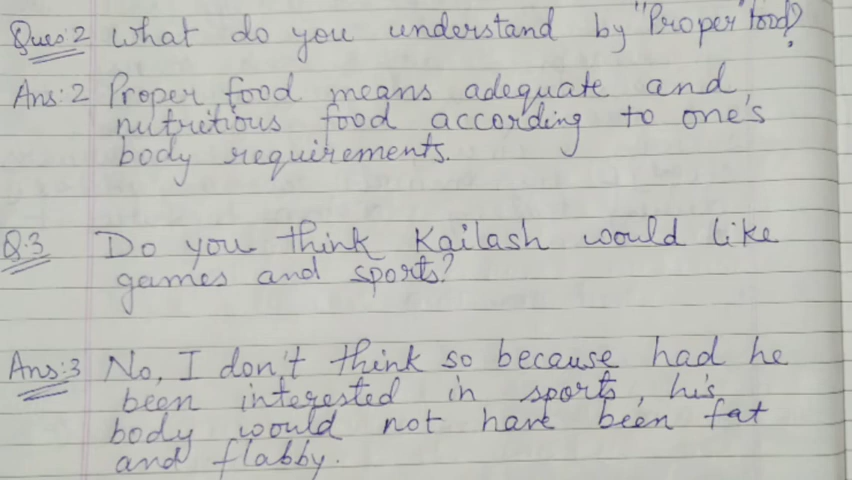 Ques:2 What do you understand by "Proper" food?
Ans:2 Proper food means adequate and
nutritious food according to one's
body requirements.
Q.3 Do you think Kailash would like
games and sports?
Ans:3 No, I don't think so because had he
been interested in sports, his
body would not have been fat
and flabby.